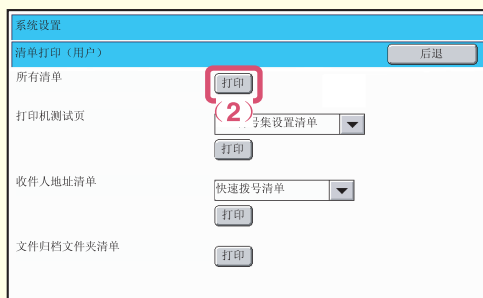 系统设置
清单打印（用户）
后退
所有清单
打印
(2)
打印机测试页
号集设置清单
打印
收件人地址清单
快速拨号清单
打印
文件归档文件夹清单
打印